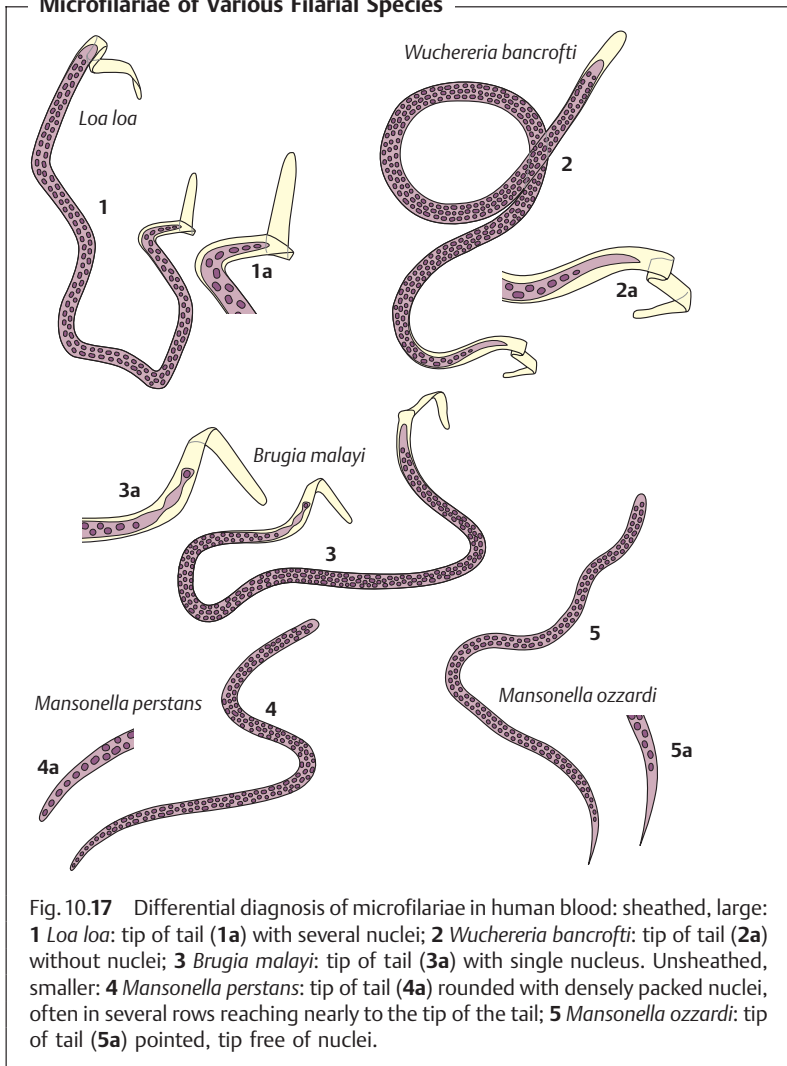 Microfilariae of Various Filarial Species
Wuchereria bancrofti
Loa loa
1
2
1a
2a
Brugia malayi
3a
3
5
Mansonella perstans
4
Mansonella ozzardi
4a
5a
Fig. 10.17 Differential diagnosis of microfilariae in human blood: sheathed, large:
1 Loa loa: tip of tail (1a) with several nuclei; 2 Wuchereria bancrofti: tip of tail (2a)
without nuclei; 3 Brugia malayi: tip of tail (3a) with single nucleus. Unsheathed,
smaller: 4 Mansonella perstans: tip of tail (4a) rounded with densely packed nuclei,
often in several rows reaching nearly to the tip of the tail; 5 Mansonella ozzardi: tip
of tail (5a) pointed, tip free of nuclei.